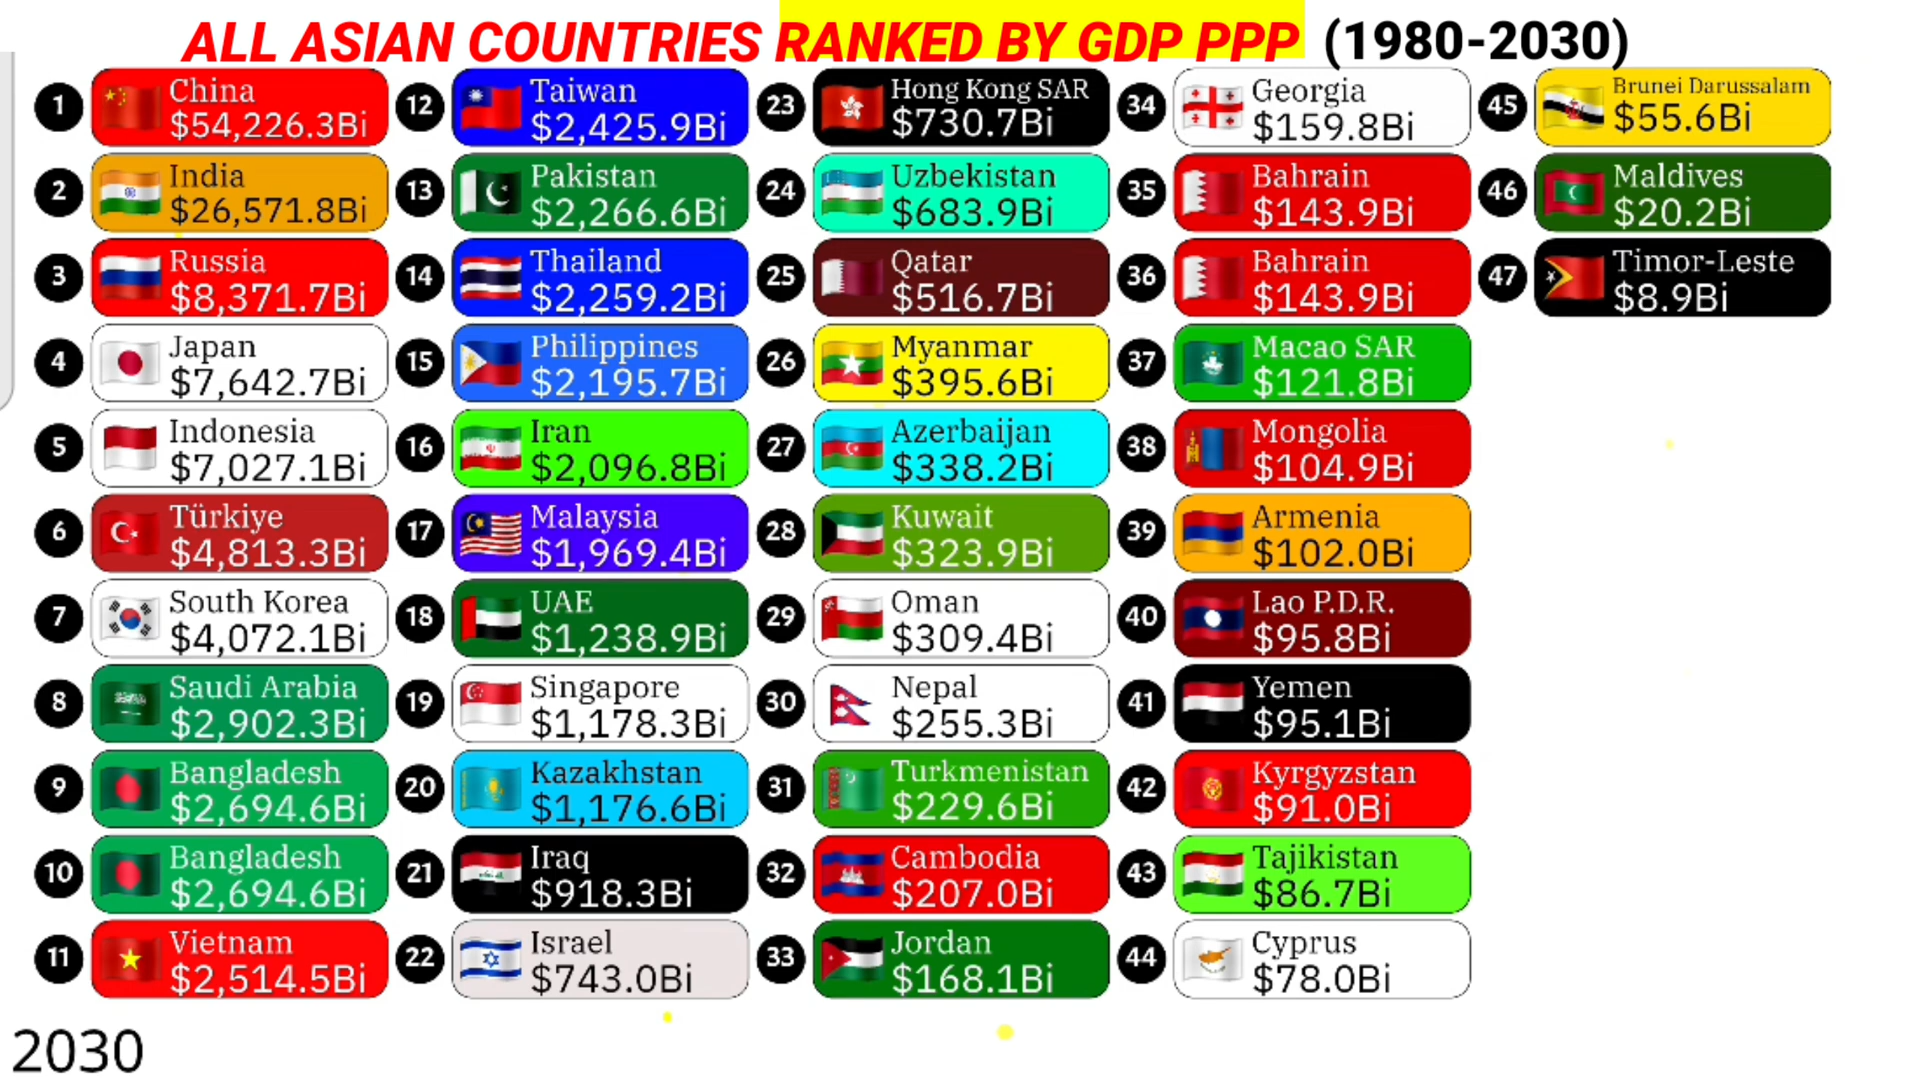 ALL ASIAN COUNTRIES RANKED BY GDP PPP (1980-2030)
1
China
$54,226.3Bi
2
India
$26,571.8Bi
3
Russia
$8,371.7Bi
4
Japan
$7,642.7Bi
5
Indonesia
$7,027.1Bi
6
Türkiye
$4,813.3Bi
7
South Korea
$4,072.1Bi
8
Saudi Arabia
$2,902.3Bi
9
Bangladesh
$2,694.6Bi
10
Bangladesh
$2,694.6Bi
11
Vietnam
$2,514.5Bi
12
Taiwan
$2,425.9Bi
13
Pakistan
$2,266.6Bi
14
Thailand
$2,259.2Bi
15
Philippines
$2,195.7Bi
16
Iran
$2,096.8Bi
17
Malaysia
$1,969.4Bi
18
UAE
$1,238.9Bi
19
Singapore
$1,178.3Bi
20
Kazakhstan
$1,176.6Bi
21
Iraq
$918.3Bi
22
Israel
$743.0Bi
23
Hong Kong SAR
$730.7Bi
24
Uzbekistan
$683.9Bi
25
Qatar
$516.7Bi
26
Myanmar
$395.6Bi
27
Azerbaijan
$338.2Bi
28
Kuwait
$323.9Bi
29
Oman
$309.4Bi
30
Nepal
$255.3Bi
31
Turkmenistan
$229.6Bi
32
Cambodia
$207.0Bi
33
Jordan
$168.1Bi
34
Georgia
$159.8Bi
35
Bahrain
$143.9Bi
36
Bahrain
$143.9Bi
37
Macao SAR
$121.8Bi
38
Mongolia
$104.9Bi
39
Armenia
$102.0Bi
40
Lao P.D.R.
$95.8Bi
41
Yemen
$95.1Bi
42
Kyrgyzstan
$91.0Bi
43
Tajikistan
$86.7Bi
44
Cyprus
$78.0Bi
45
Brunei Darussalam
$55.6Bi
46
Maldives
$20.2Bi
47
Timor-Leste
$8.9Bi
2030